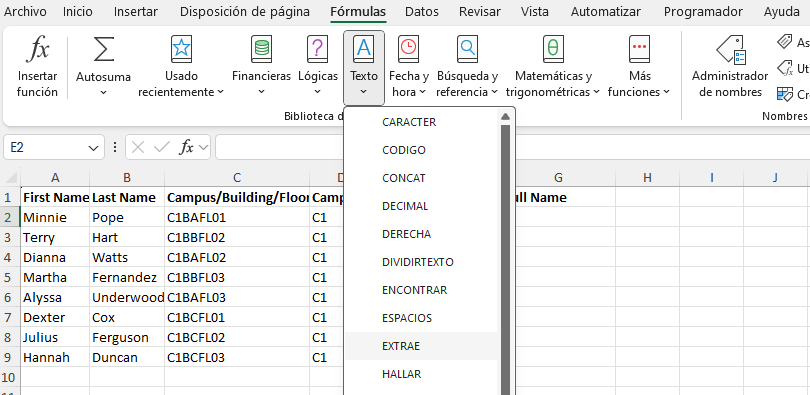 Archivo Inicio Insertar Disposición de página Fórmulas Datos Revisar Vista Automatizar Programador Ayuda
fx
Insertar función
Autosuma
Usado recientemente
Financieras
Lógicas
Texto
Fecha y hora
Búsqueda y referencia
Matemáticas y trigonométricas
Más funciones
Administrador de nombres
As
Uti
Cre
Biblioteca d
Nombres
E2
fx
CARACTER
CODIGO
CONCAT
DECIMAL
DERECHA
DIVIDIRTEXTO
ENCONTRAR
ESPACIOS
EXTRAE
HALLAR
A B C D G H I J
1 First Name Last Name Campus/Building/Floor Camp ull Name
2 Minnie Pope C1BAFL01 C1
3 Terry Hart C1BBFL02 C1
4 Dianna Watts C1BAFL02 C1
5 Martha Fernandez C1BBFL03 C1
6 Alyssa Underwood C1BAFL03 C1
7 Dexter Cox C1BCFL01 C1
8 Julius Ferguson C1BCFL02 C1
9 Hannah Duncan C1BCFL03 C1
10